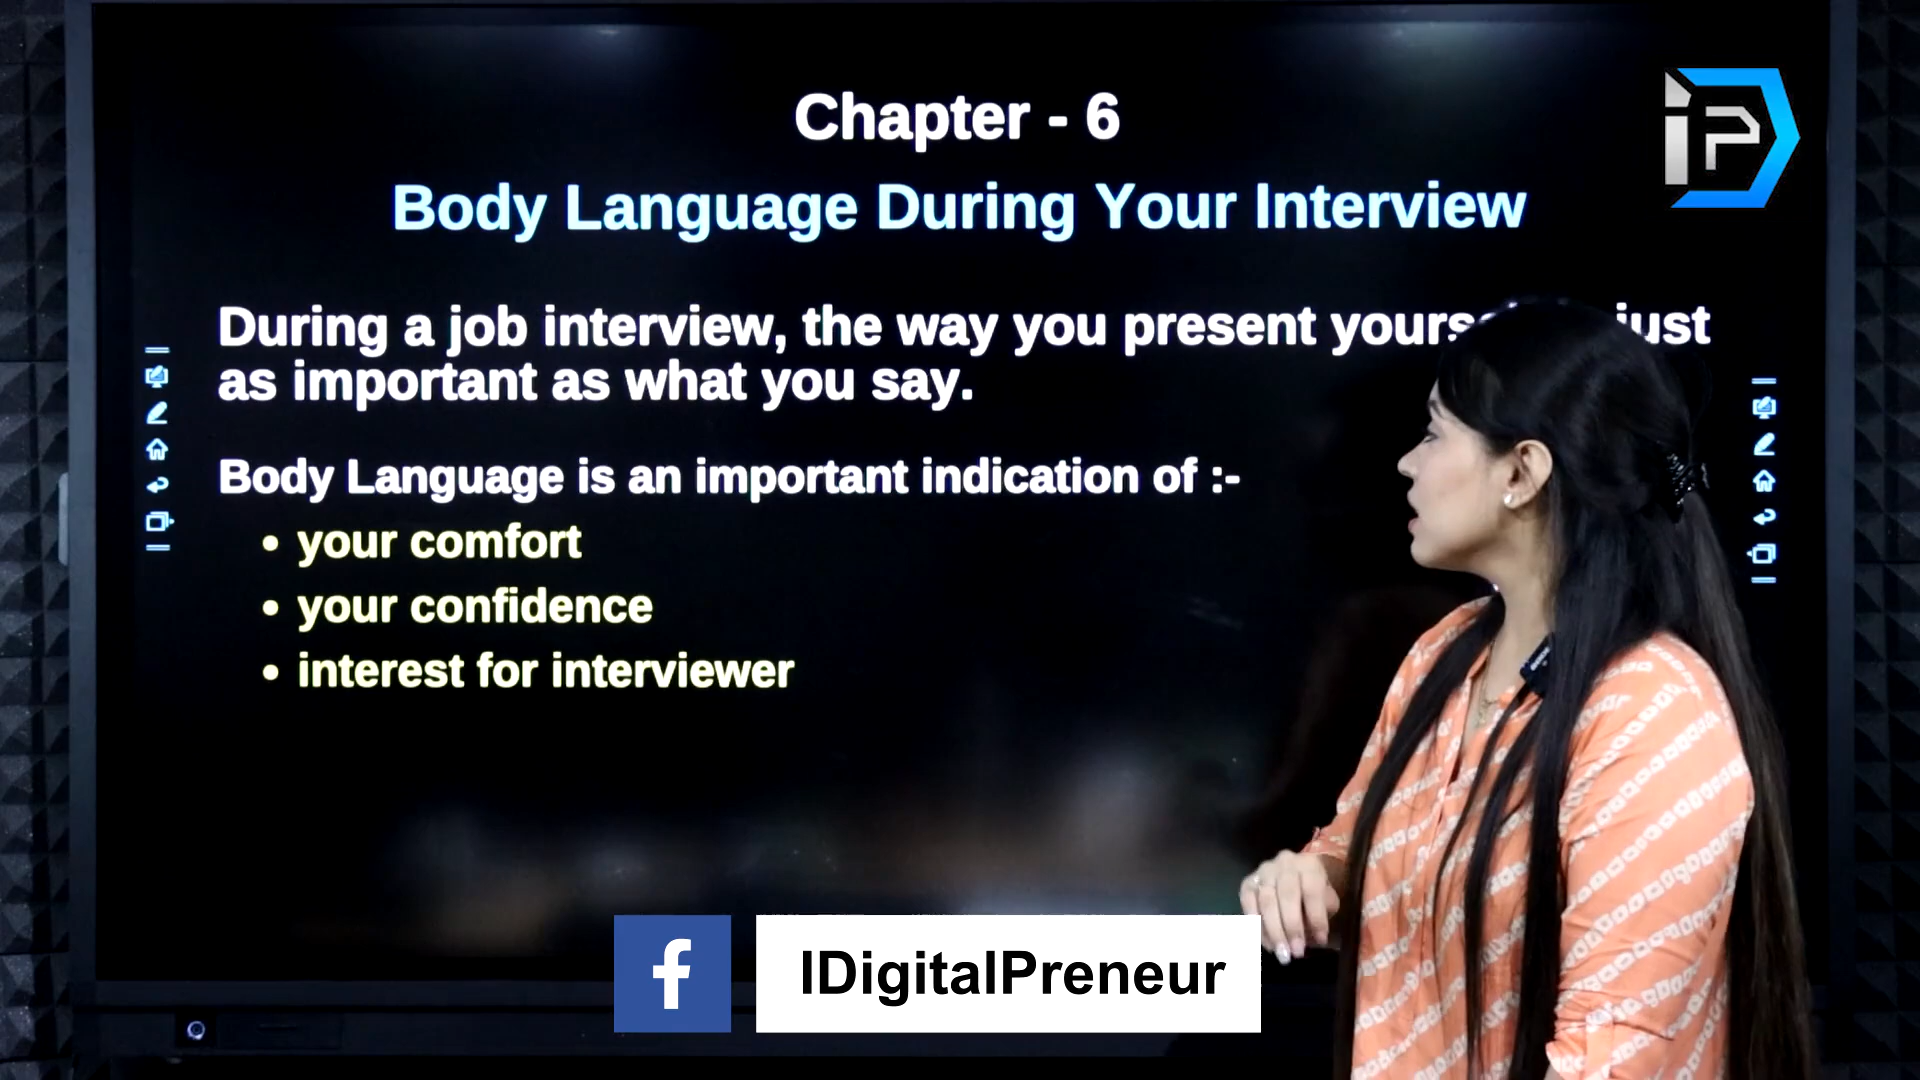 Chapter - 6
Body Language During Your Interview
During a job interview, the way you present just
as important as what you say.
Body Language is an important indication of :-
• your comfort
• your confidence
• interest for interviewer
iPD
f IDigitalPreneur